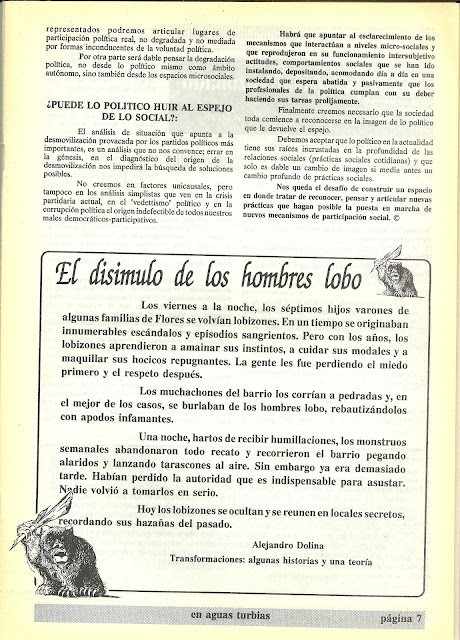 representados podremos articular lugares de
participación política real, no degradada y no mediada
por formas inconducentes de la voluntad política.
Por otra parte será dable pensar la degradación
política, no desde lo político mismo como ámbito
autónomo, sino también desde los espacios microsociales.
¿PUEDE LO POLITICO HUIR AL ESPEJO
DE LO SOCIAL?:
El análisis de situación que apunta a la
desmovilización provacada por los partidos políticos más
importantes, es un análisis que no nos convence; errar en
la génesis, en el diagnóstico del origen de la
desmovilización nos impedirá la búsqueda de soluciones
posibles.
No creemos en factores unicausales, pero
tampoco en los análisis simplistas que ven en la crisis
partidaria actual, en el "vedettismo" político y en la
corrupción política el origen indefectible de todos nuestros
males democráticos-participativos.
Habrá que apuntar al esclarecimiento de los
mecanismos que interactúan a niveles micro-sociales y
que reprodujeron en su funcionamiento intersubjetivo
actitudes, comportamientos sociales que se han ido
instalando, depositando, acomodando día a día en una
sociedad que espera abatida y pasivamente que los
profesionales de la política cumplan con su deber
haciendo sus tareas prolijamente.
Finalmente creemos necesario que la sociedad
toda comience a reconocerse en la imagen de lo político
que le devuelve el espejo.
Debemos aceptar que lo político en la actualidad
tiene sus raíces incrustadas en la profundidad de las
relaciones sociales (prácticas sociales cotidianas) y que
solo es dable un cambio de imagen si media antes un
cambio profundo de prácticas sociales.
Nos queda el desafío de construir un espacio
en donde tratar de reconocer, pensar y articular nuevas
prácticas que hagan posible la puesta en marcha de
nuevos mecanismos de participación social. ©
El disimulo de los hombres lobo
Los viernes a la noche, los séptimos hijos varones de
algunas familias de Flores se volvían lobizones. En un tiempo se originaban
innumerables escándalos y episodios sangrientos. Pero con los años, los
lobizones aprendieron a amainar sus instintos, a cuidar sus modales y a
maquillar sus hocicos repugnantes. La gente les fue perdiendo el miedo
primero y el respeto después.
Los muchachones del barrio los corrían a pedradas y, en
el mejor de los casos, se burlaban de los hombres lobo, rebautizándolos
con apodos infamantes.
Una noche, hartos de recibir humillaciones, los monstruos
semanales abandonaron todo recato y recorrieron el barrio pegando
alaridos y lanzando tarascones al aire. Sin embargo ya era demasiado
tarde. Habían perdido la autoridad que es indispensable para asustar.
Nadie volvió a tomarlos en serio.
Hoy los lobizones se ocultan y se reunen en locales secretos,
recordando sus hazañas del pasado.
Alejandro Dolina
Transformaciones: algunas historias y una teoría
en aguas turbias
página 7